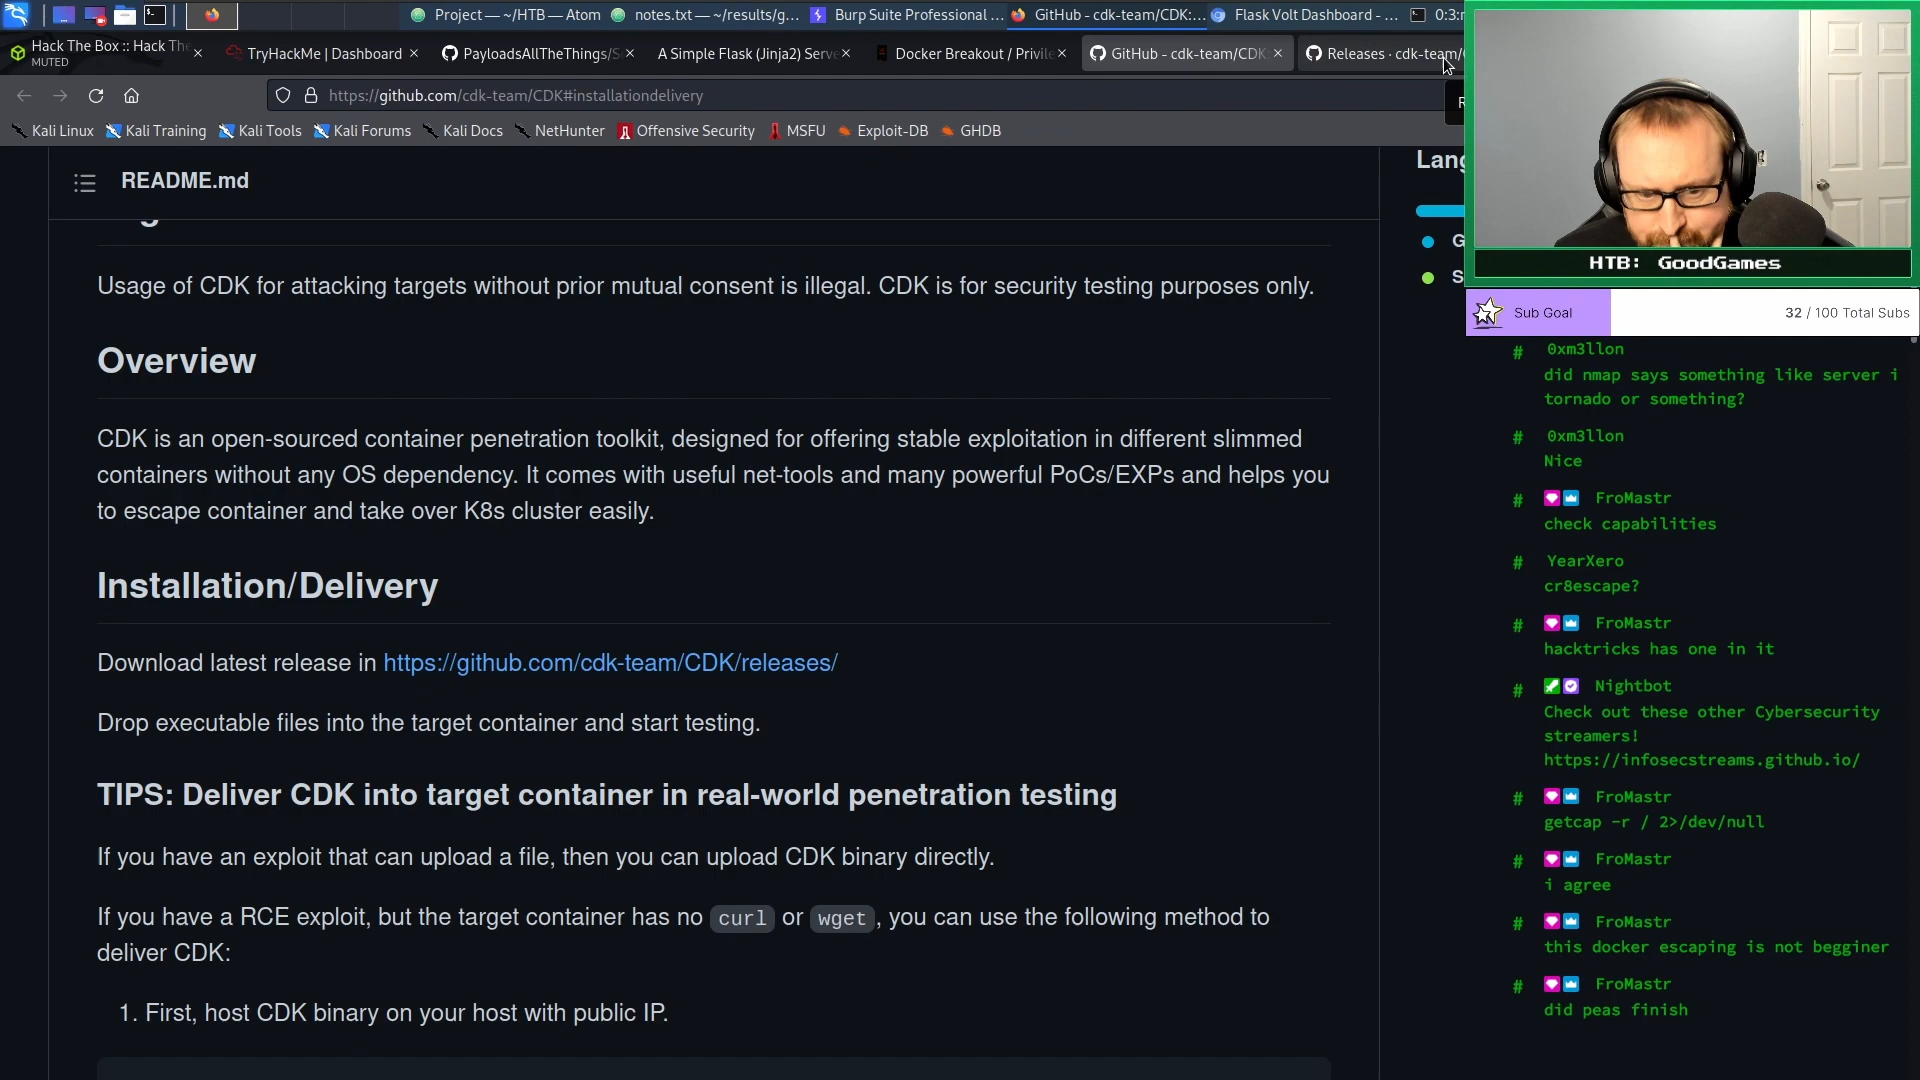 Project — ~/HTB — Atom
notes.txt — ~/results/g...
Burp Suite Professional ...
GitHub - cdk-team/CDK:...
Flask Volt Dashboard - ...
Hack The Box :: Hack The
MUTED
TryHackMe | Dashboard
PayloadsAllTheThings/S
A Simple Flask (Jinja2) Serve
Docker Breakout / Privile
GitHub - cdk-team/CDK
Releases · cdk-team/
https://github.com/cdk-team/CDK#installationdelivery
Kali Linux
Kali Training
Kali Tools
Kali Forums
Kali Docs
NetHunter
Offensive Security
MSFU
Exploit-DB
GHDB
README.md
Usage of CDK for attacking targets without prior mutual consent is illegal. CDK is for security testing purposes only.
Overview
CDK is an open-sourced container penetration toolkit, designed for offering stable exploitation in different slimmed
containers without any OS dependency. It comes with useful net-tools and many powerful PoCs/EXPs and helps you
to escape container and take over K8s cluster easily.
Installation/Delivery
Download latest release in https://github.com/cdk-team/CDK/releases/
Drop executable files into the target container and start testing.
TIPS: Deliver CDK into target container in real-world penetration testing
If you have an exploit that can upload a file, then you can upload CDK binary directly.
If you have a RCE exploit, but the target container has no curl or wget, you can use the following method to
deliver CDK:
1. First, host CDK binary on your host with public IP.
Lang
G
S
HTB: GoodGames
Sub Goal
32 / 100 Total Subs
# 0xm3llon
did nmap says something like server i
tornado or something?
# 0xm3llon
Nice
# FroMastr
check capabilities
# YearXero
cr8escape?
# FroMastr
hacktricks has one in it
# Nightbot
Check out these other Cybersecurity
streamers!
https://infosecstreams.github.io/
# FroMastr
getcap -r / 2>/dev/null
# FroMastr
i agree
# FroMastr
this docker escaping is not begginer
# FroMastr
did peas finish